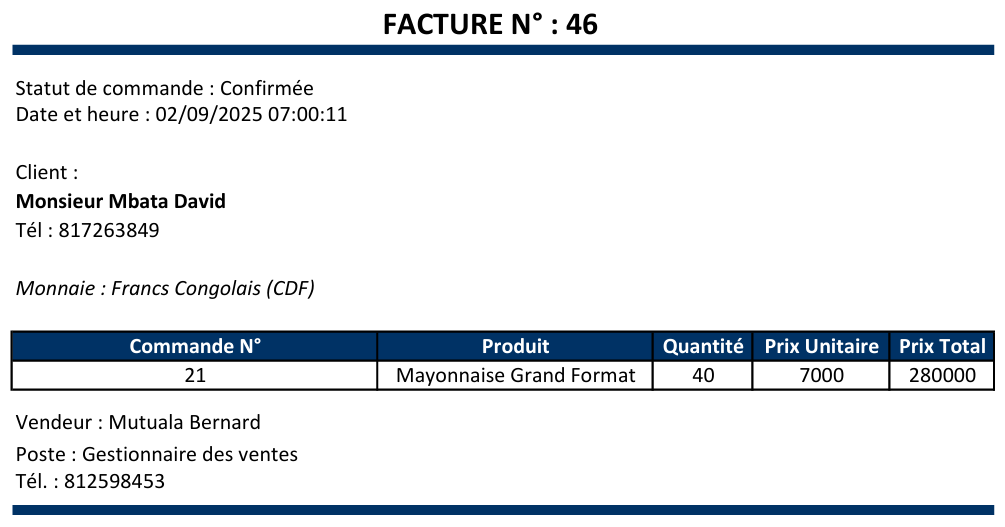 FACTURE N° : 46
Statut de commande : Confirmée
Date et heure : 02/09/2025 07:00:11
Client :
Monsieur Mbata David
Tél : 817263849
Monnaie : Francs Congolais (CDF)
Commande N° Produit Quantité Prix Unitaire Prix Total
21 Mayonnaise Grand Format 40 7000 280000
Vendeur : Mutuala Bernard
Poste : Gestionnaire des ventes
Tél. : 812598453